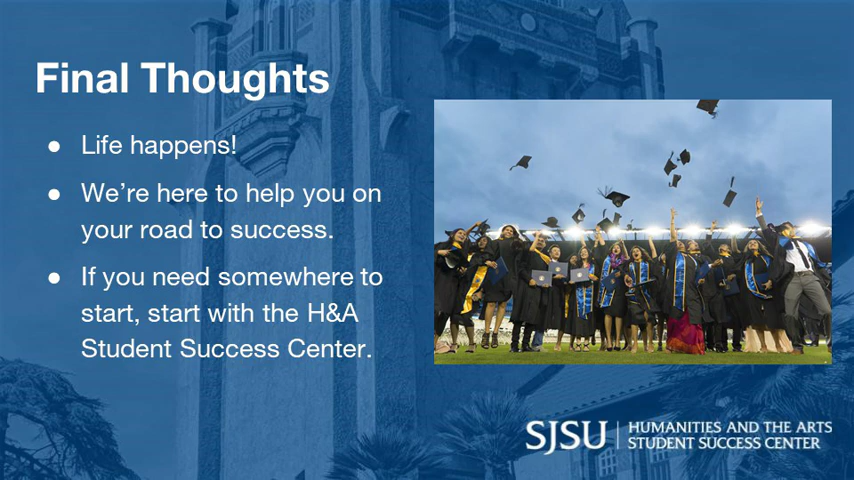 Final Thoughts
● Life happens!
● We're here to help you on
your road to success.
● If you need somewhere to
start, start with the H&A
Student Success Center.
SJSU | HUMANITIES AND THE ARTS
STUDENT SUCCESS CENTER